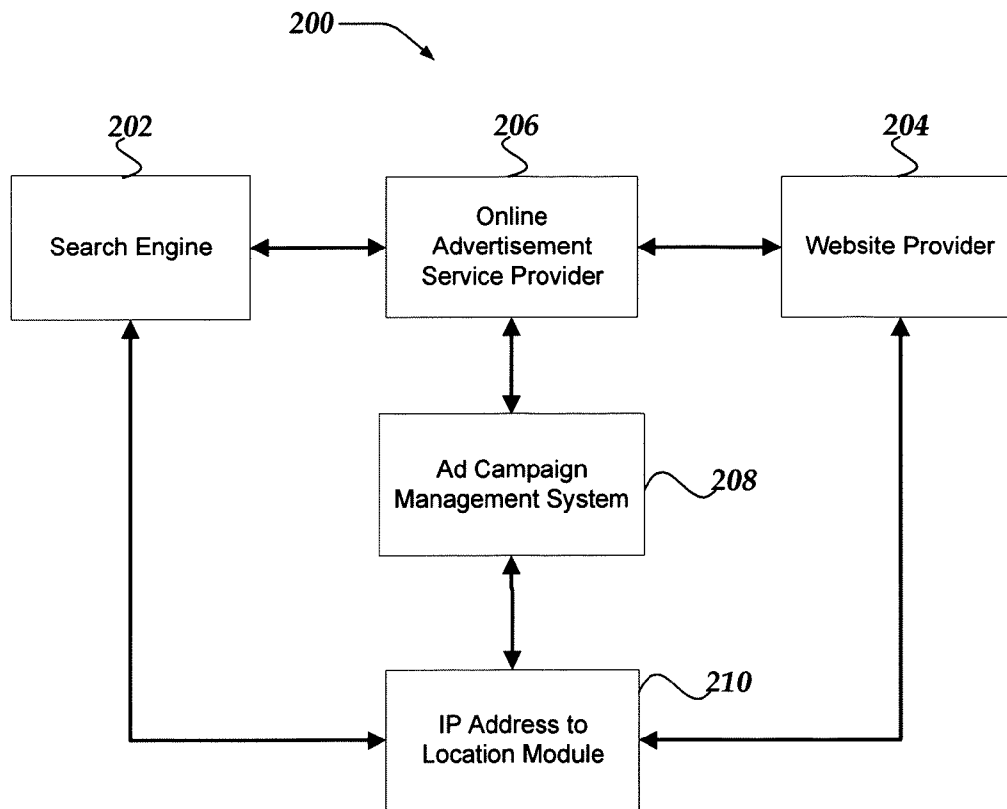 200
202
206
204
Search Engine
Online
Advertisement
Service Provider
Website Provider
Ad Campaign
Management System
208
210
IP Address to
Location Module